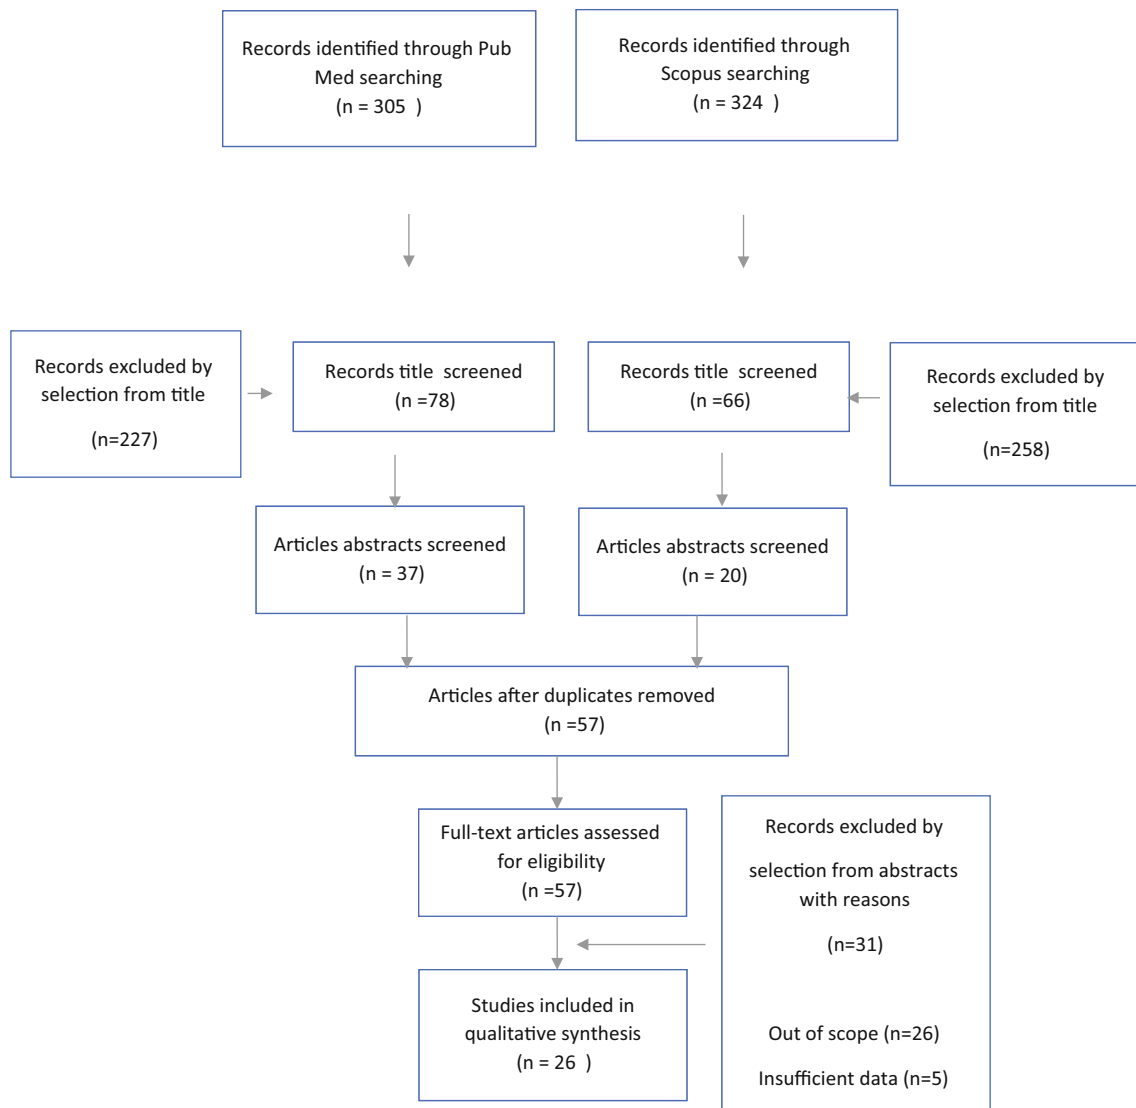 Records identified through Pub
Med searching
(n = 305 )
Records identified through
Scopus searching
(n = 324 )
Records excluded by
selection from title
(n=227)
Records title screened
(n =78)
Records title screened
(n =66)
Records excluded by
selection from title
(n=258)
Articles abstracts screened
(n = 37)
Articles abstracts screened
(n = 20)
Articles after duplicates removed
(n =57)
Full-text articles assessed
for eligibility
(n =57)
Records excluded by
selection from abstracts
with reasons
(n=31)
Out of scope (n=26)
Insufficient data (n=5)
Studies included in
qualitative synthesis
(n = 26 )